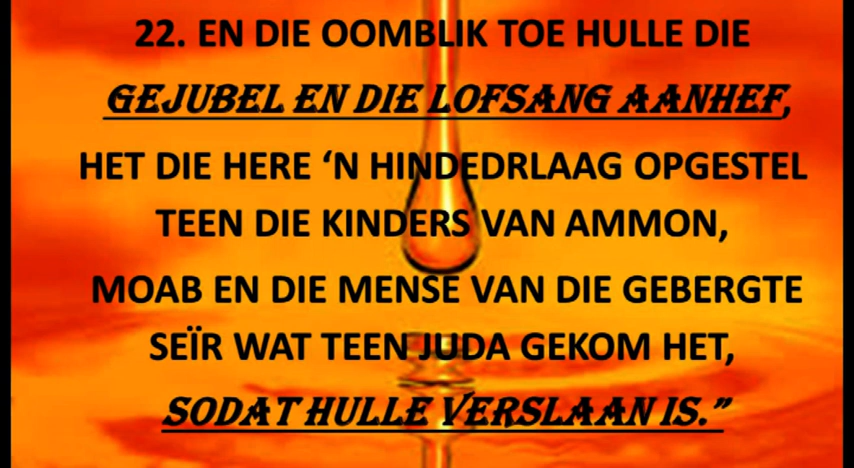 22. EN DIE OOMBLIK TOE HULLE DIE
GEJUBEL EN DIE LOFSANG AANHEF,
HET DIE HERE ‘N HINDEDRLAAG OPGESTEL
TEEN DIE KINDERS VAN AMMON,
MOAB EN DIE MENSE VAN DIE GEBERGTE
SEÏR WAT TEEN JUDA GEKOM HET,
SODAT HULLE VERSLAAN IS.”